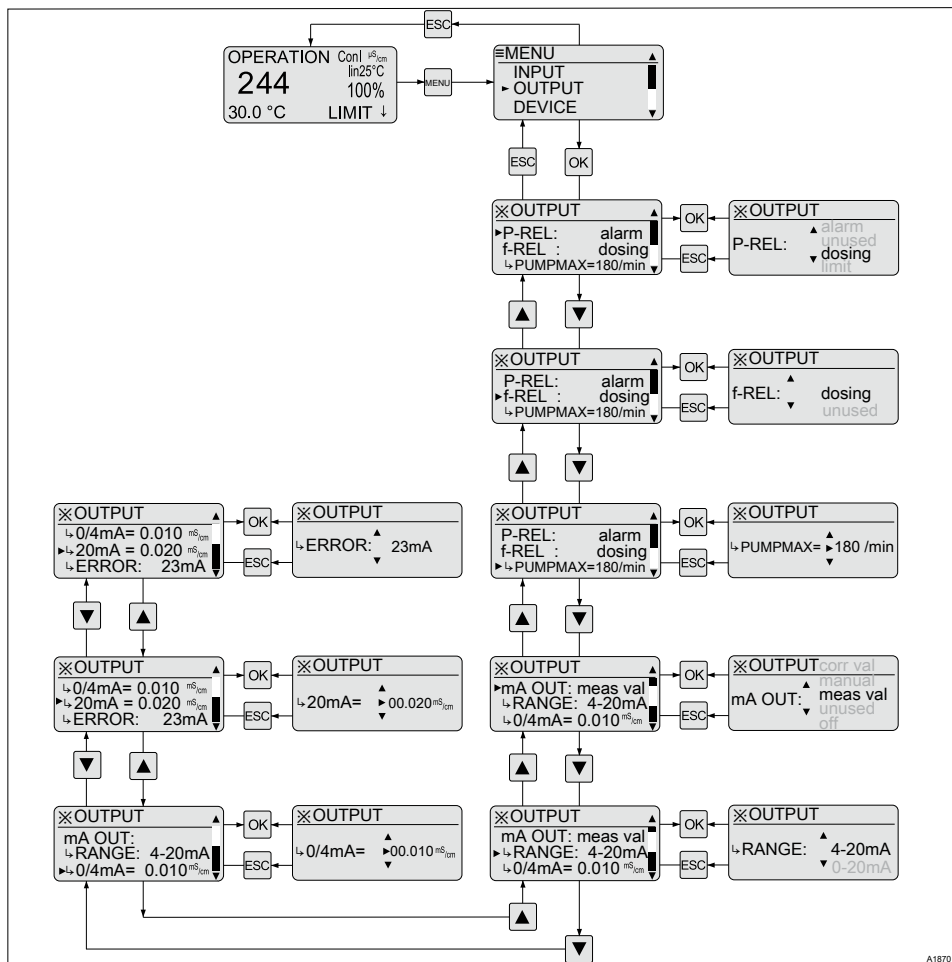 ESC
OPERATION ConI µS/cm
lin25°C
244 100%
30.0 °C LIMIT ↓
MENU
≡MENU ▲
INPUT
► OUTPUT
DEVICE ▼
ESC
OK
※OUTPUT ▲
►P-REL: alarm
f-REL : dosing
↳PUMPMAX=180/min ▼
OK
ESC
※OUTPUT
▲ alarm
unused
P-REL: ▼ dosing
limit
▲
▼
※OUTPUT ▲
P-REL: alarm
►f-REL : dosing
↳PUMPMAX=180/min ▼
OK
ESC
※OUTPUT
▲
f-REL: dosing
▼ unused
▲
▼
※OUTPUT ▲
↳0/4mA= 0.010 mS/cm
►↳20mA = 0.020 mS/cm
↳ERROR: 23mA ▼
OK
ESC
※OUTPUT
▲
↳ERROR: 23mA
▼
※OUTPUT ▲
P-REL: alarm
f-REL : dosing
►↳PUMPMAX=180/min ▼
OK
ESC
※OUTPUT
▲
↳PUMPMAX= ►180 /min
▼
▼
▲
▲
▼
※OUTPUT ▲
↳0/4mA= 0.010 mS/cm
►↳20mA = 0.020 mS/cm
↳ERROR: 23mA ▼
OK
ESC
※OUTPUT
▲
↳20mA= ►00.020 mS/cm
▼
※OUTPUT ▲
►mA OUT: meas val
↳RANGE: 4-20mA
↳0/4mA= 0.010 mS/cm ▼
OK
ESC
※OUTPUT corr val
▲ manual
mA OUT: meas val
▼ unused
off
▼
▲
▲
▼
※OUTPUT ▲
mA OUT:
↳RANGE: 4-20mA
►↳0/4mA= 0.010 mS/cm ▼
OK
ESC
※OUTPUT
▲
↳0/4mA= ►00.010 mS/cm
▼
※OUTPUT ▲
mA OUT: meas val
►↳RANGE: 4-20mA
↳0/4mA= 0.010 mS/cm ▼
OK
ESC
※OUTPUT
▲
↳RANGE: 4-20mA
▼ 0-20mA
▲
▼
A1870